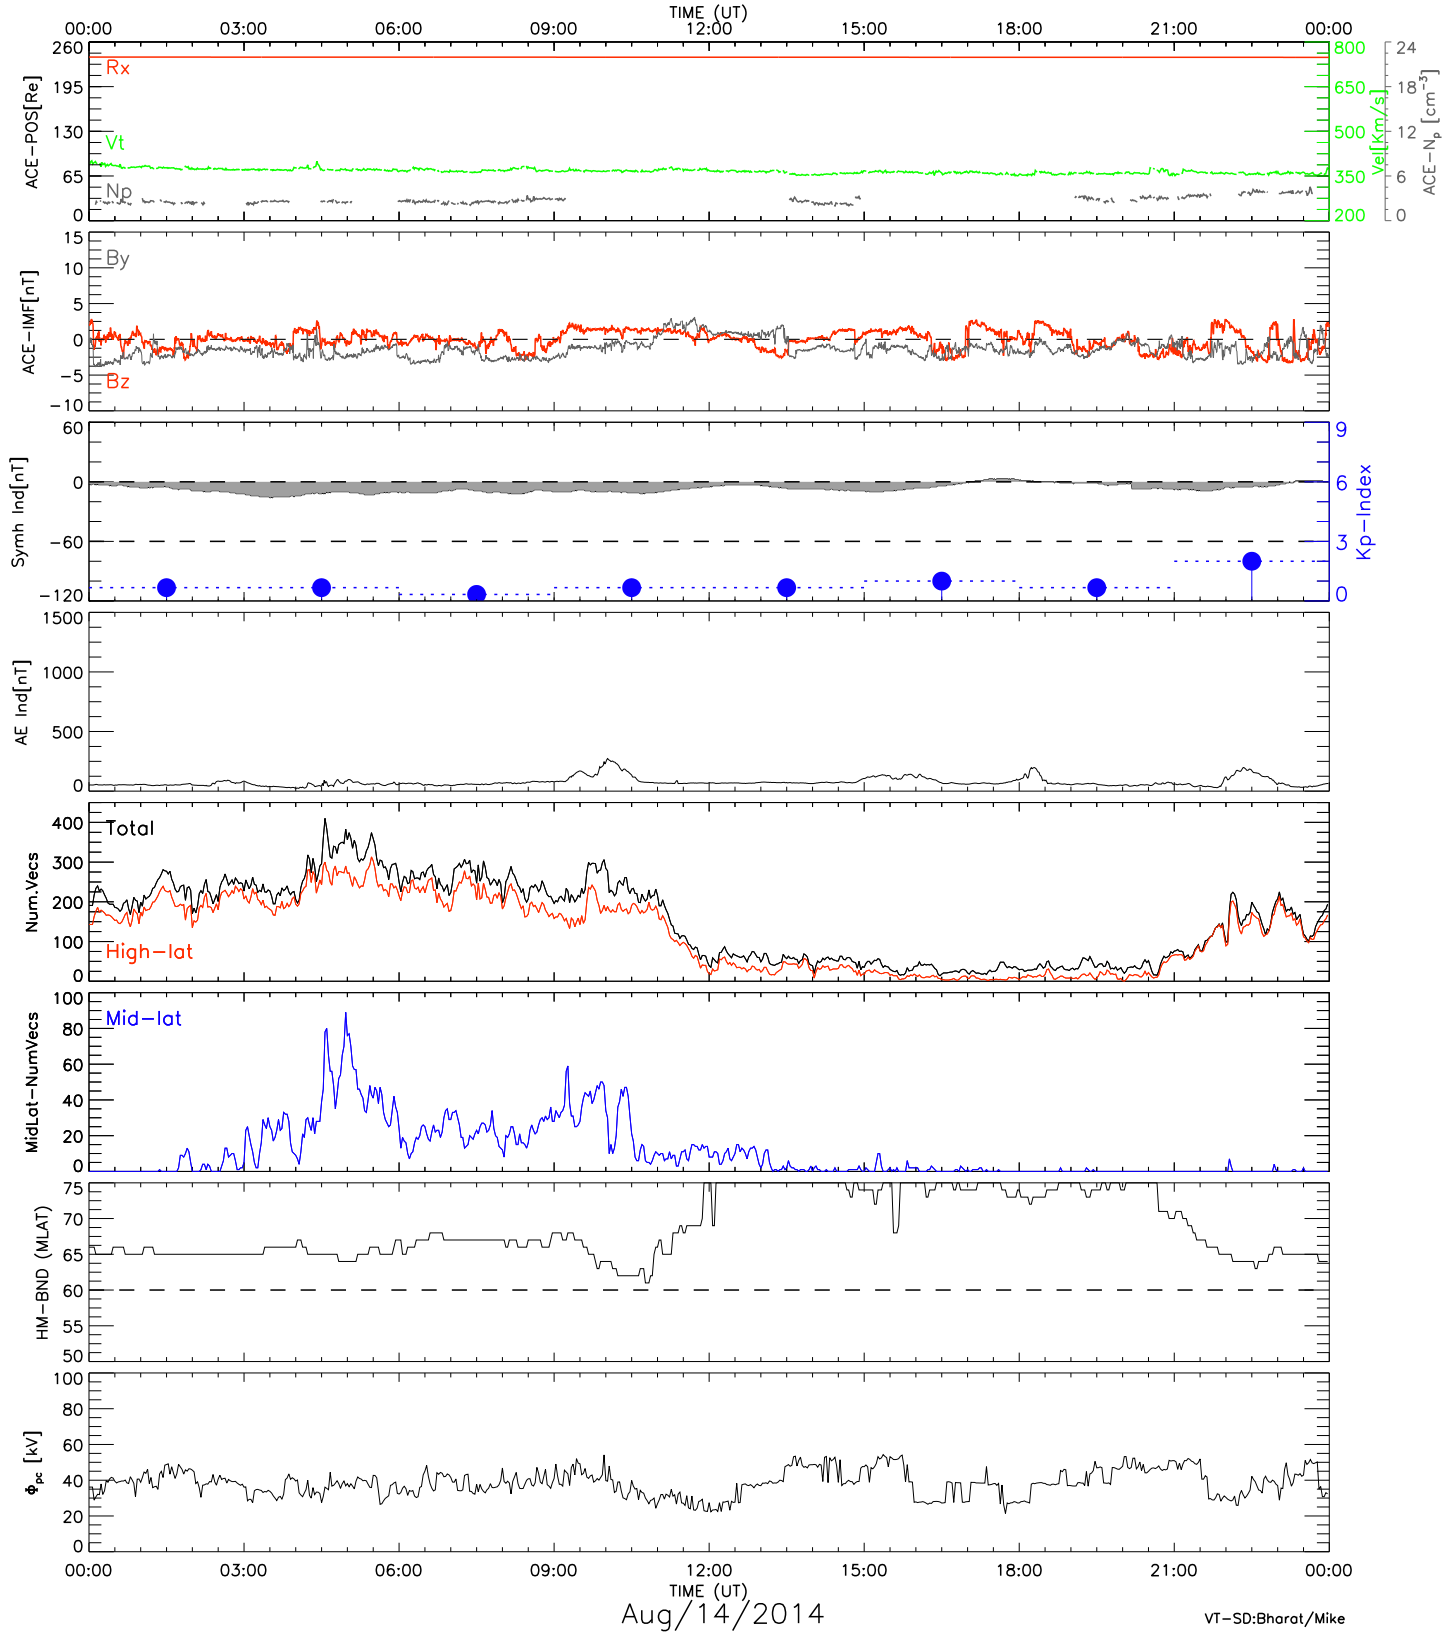 TIME (UT)
00:00 03:00 06:00 09:00 12:00 15:00 18:00 21:00 00:00
ACE-POS[Re]
260
195
130
65
0
Rx
Vt
Np
800
650
500
350
200
Vel[Km/s]
24
18
12
6
0
ACE-Np [cm⁻³]
ACE-IMF[nT]
15
10
5
0
-5
-10
By
Bz
Symh Ind[nT]
60
0
-60
-120
9
6
3
0
Kp-Index
AE Ind[nT]
1500
1000
500
0
Num.Vecs
400
300
200
100
0
Total
High-lat
MidLat-NumVecs
100
80
60
40
20
0
Mid-lat
HM-BND (MLAT)
75
70
65
60
55
50
Φpc [kV]
100
80
60
40
20
0
00:00 03:00 06:00 09:00 12:00 15:00 18:00 21:00 00:00
TIME (UT)
Aug/14/2014
VT-SD:Bharat/Mike